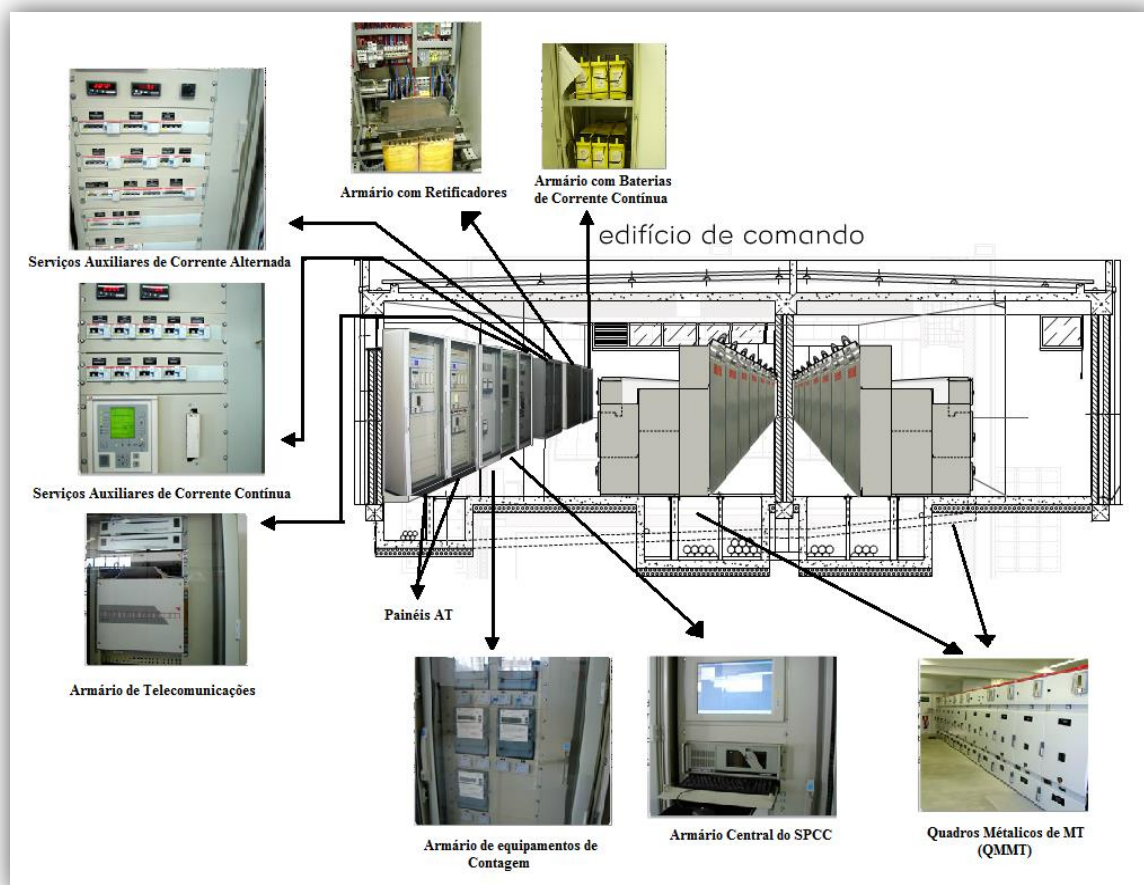 Armário com Retificadores
Armário com Baterias
de Corrente Contínua
edifício de comando
Serviços Auxiliares de Corrente Alternada
Serviços Auxiliares de Corrente Contínua
Painéis AT
Armário de Telecomunicações
Armário de equipamentos de
Contagem
Armário Central do SPCC
Quadros Métalicos de MT
(QMMT)